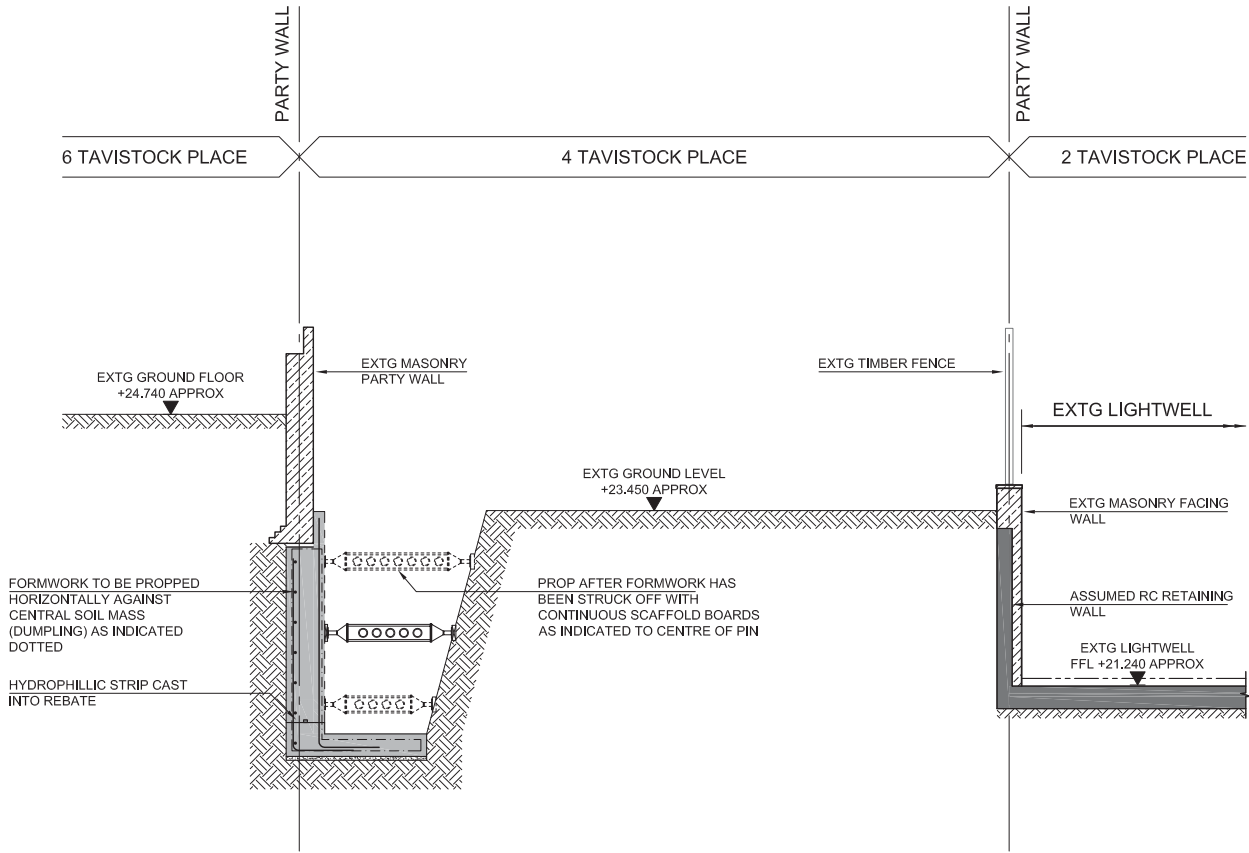 PARTY WALL
PARTY WALL
6 TAVISTOCK PLACE
4 TAVISTOCK PLACE
2 TAVISTOCK PLACE
EXTG GROUND FLOOR
+24.740 APPROX
EXTG MASONRY
PARTY WALL
EXTG TIMBER FENCE
EXTG LIGHTWELL
EXTG GROUND LEVEL
+23.450 APPROX
EXTG MASONRY FACING
WALL
FORMWORK TO BE PROPPED
HORIZONTALLY AGAINST
CENTRAL SOIL MASS
(DUMPLING) AS INDICATED
DOTTED
PROP AFTER FORMWORK HAS
BEEN STRUCK OFF WITH
CONTINUOUS SCAFFOLD BOARDS
AS INDICATED TO CENTRE OF PIN
ASSUMED RC RETAINING
WALL
EXTG LIGHTWELL
FFL +21.240 APPROX
HYDROPHILLIC STRIP CAST
INTO REBATE